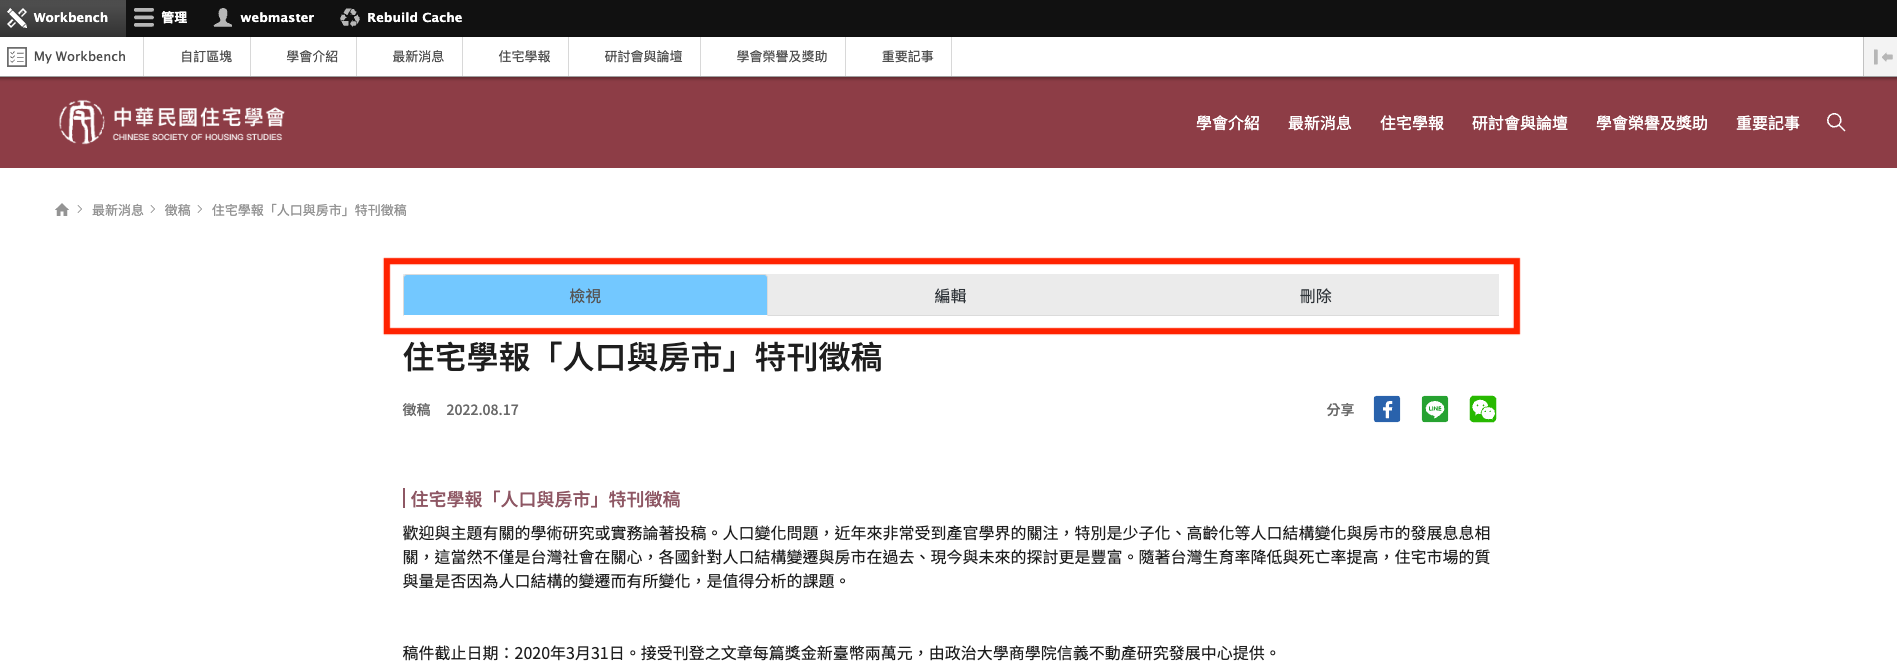 Workbench 管理 webmaster Rebuild Cache
My Workbench 自訂區塊 學會介紹 最新消息 住宅學報 研討會與論壇 學會榮譽及獎助 重要記事
中華民國住宅學會
CHINESE SOCIETY OF HOUSING STUDIES
學會介紹 最新消息 住宅學報 研討會與論壇 學會榮譽及獎助 重要記事
最新消息 徵稿 住宅學報「人口與房市」特刊徵稿
檢視 編輯 刪除
住宅學報「人口與房市」特刊徵稿
徵稿 2022.08.17 分享 LINE
住宅學報「人口與房市」特刊徵稿
歡迎與主題有關的學術研究或實務論著投稿。人口變化問題，近年來非常受到產官學界的關注，特別是少子化、高齡化等人口結構變化與房市的發展息息相
關，這當然不僅是台灣社會在關心，各國針對人口結構變遷與房市在過去、現今與未來的探討更是豐富。隨著台灣生育率降低與死亡率提高，住宅市場的質
與量是否因為人口結構的變遷而有所變化，是值得分析的課題。
稿件截止日期：2020年3月31日。接受刊登之文章每篇獎金新臺幣兩萬元，由政治大學商學院信義不動產研究發展中心提供。